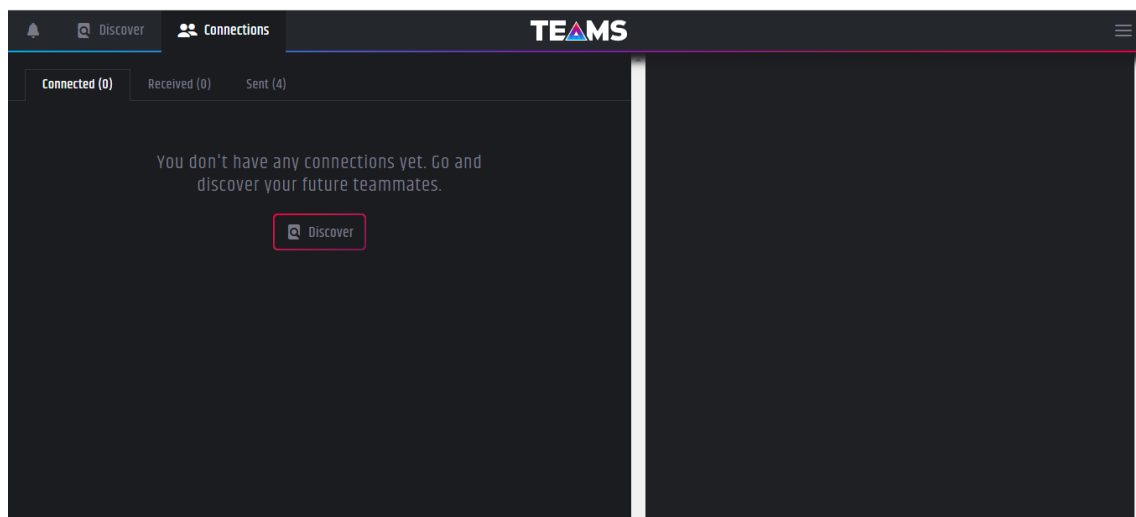 Discover
Connections
TEAMS
Connected (0)
Received (0)
Sent (4)
You don't have any connections yet. Go and
discover your future teammates.
Discover